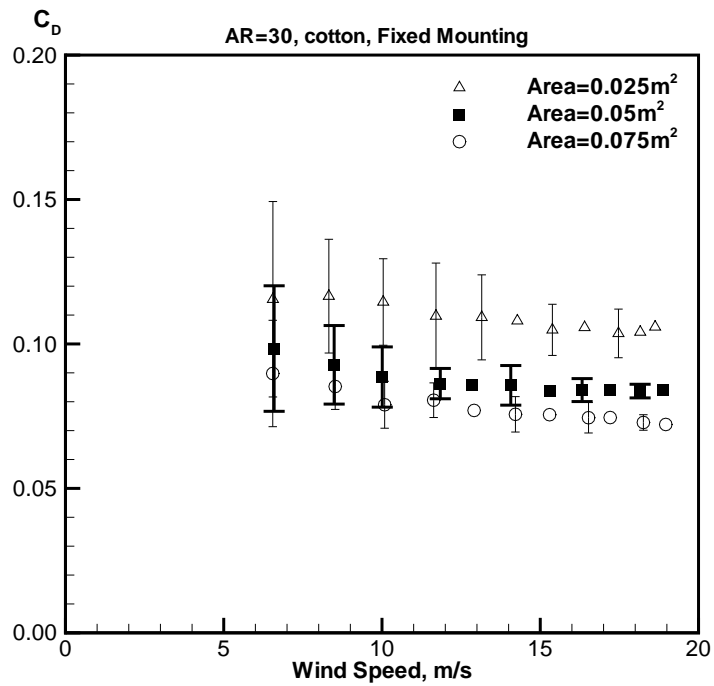 C_D
AR=30, cotton, Fixed Mounting
0.20
Area=0.025m²
Area=0.05m²
Area=0.075m²
0.15
0.10
0.05
0.00
0 5 10 15 20
Wind Speed, m/s